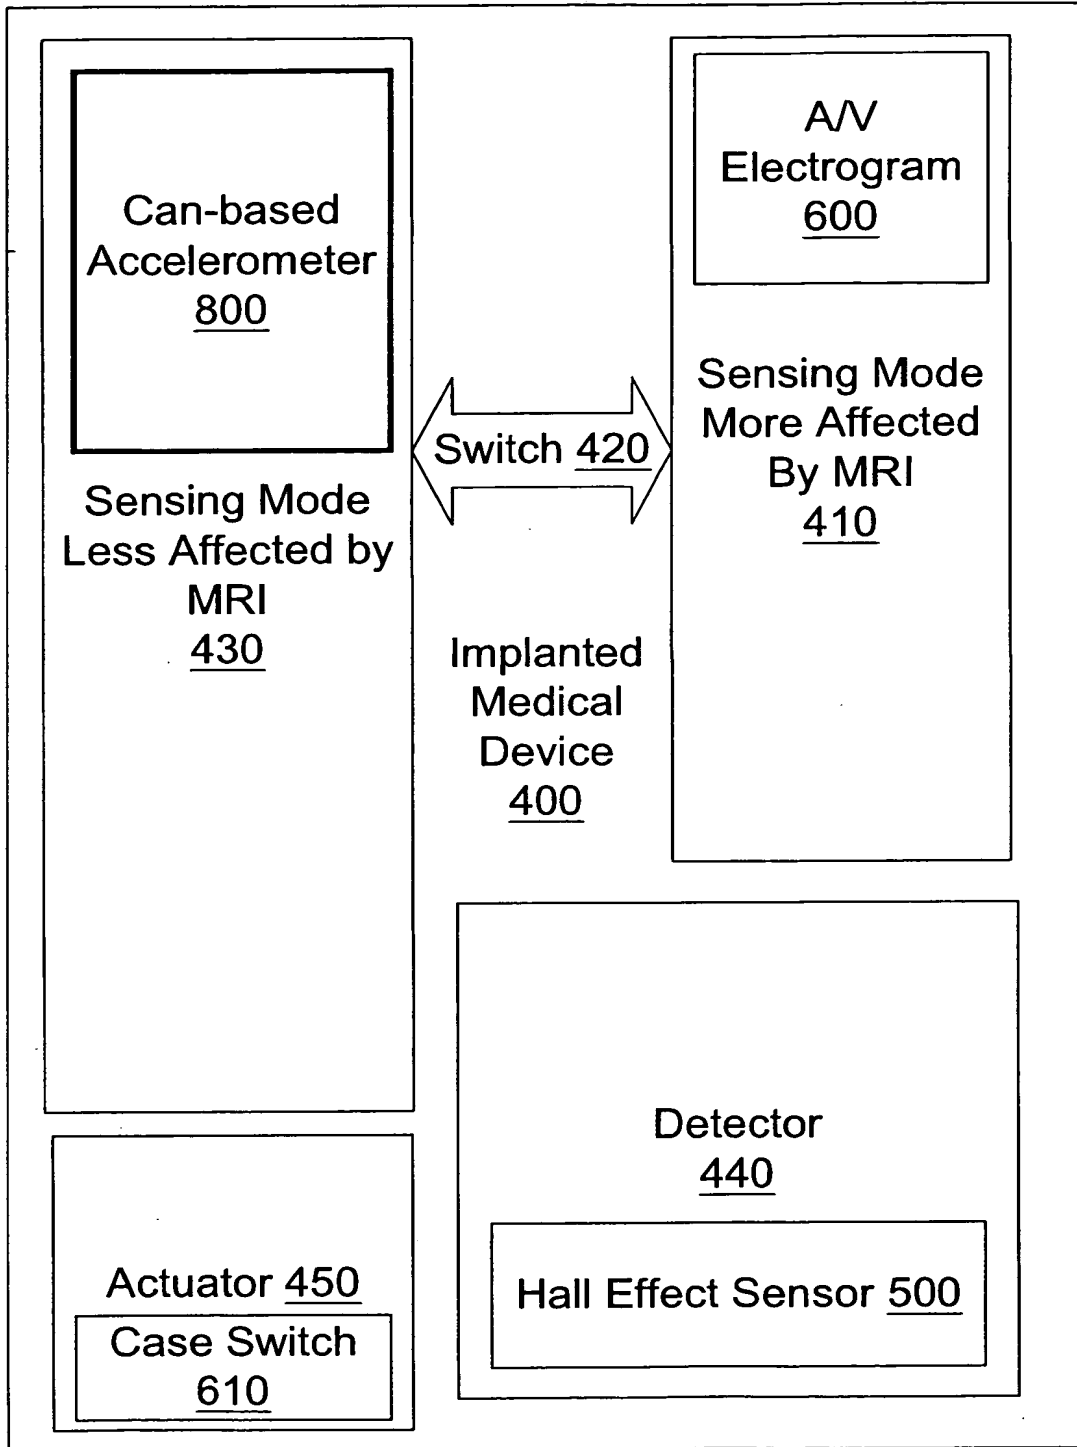 Can-based
Accelerometer
800
Sensing Mode
Less Affected by
MRI
430
Switch 420
A/V
Electrogram
600
Sensing Mode
More Affected
By MRI
410
Implanted
Medical
Device
400
Detector
440
Hall Effect Sensor 500
Actuator 450
Case Switch
610